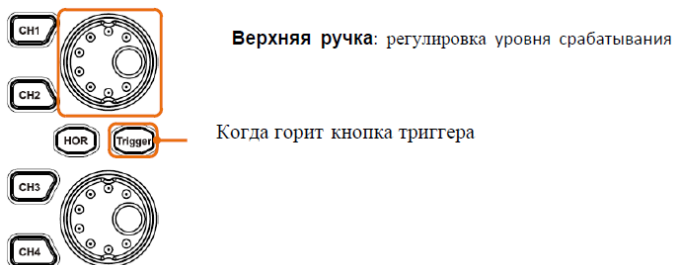 CH1
Верхняя ручка: регулировка уровня срабатывания
CH2
HOR Trigger Когда горит кнопка триггера
CH3
CH4